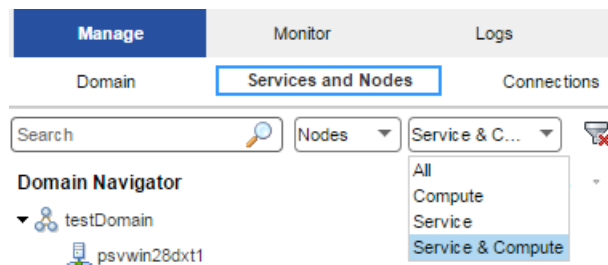 Manage Monitor Logs
Domain Services and Nodes Connections
Search Nodes Service & C...
All
Domain Navigator
Compute
testDomain
Service
Service & Compute
psvwin28dxt1